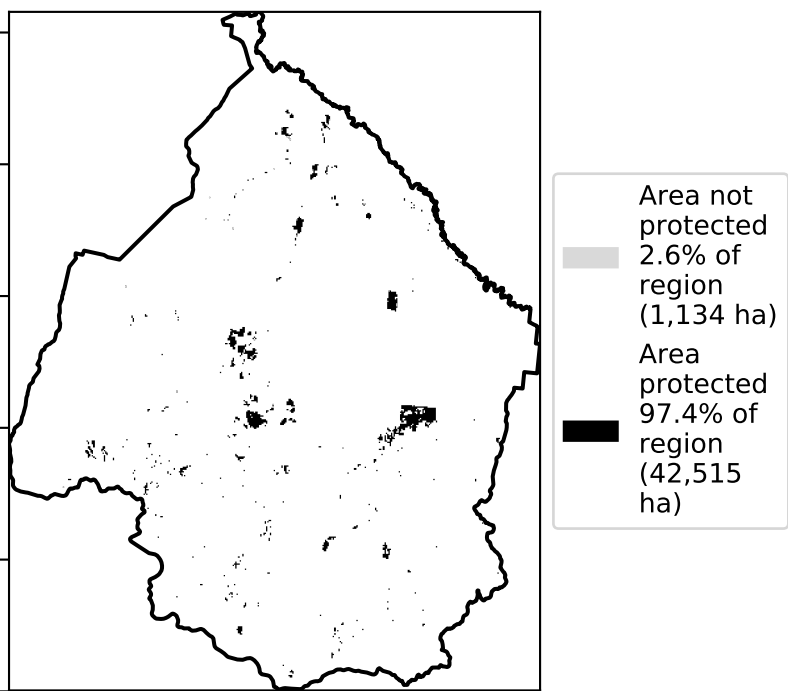 Area not
protected
2.6% of
region
(1,134 ha)
Area
protected
97.4% of
region
(42,515
ha)